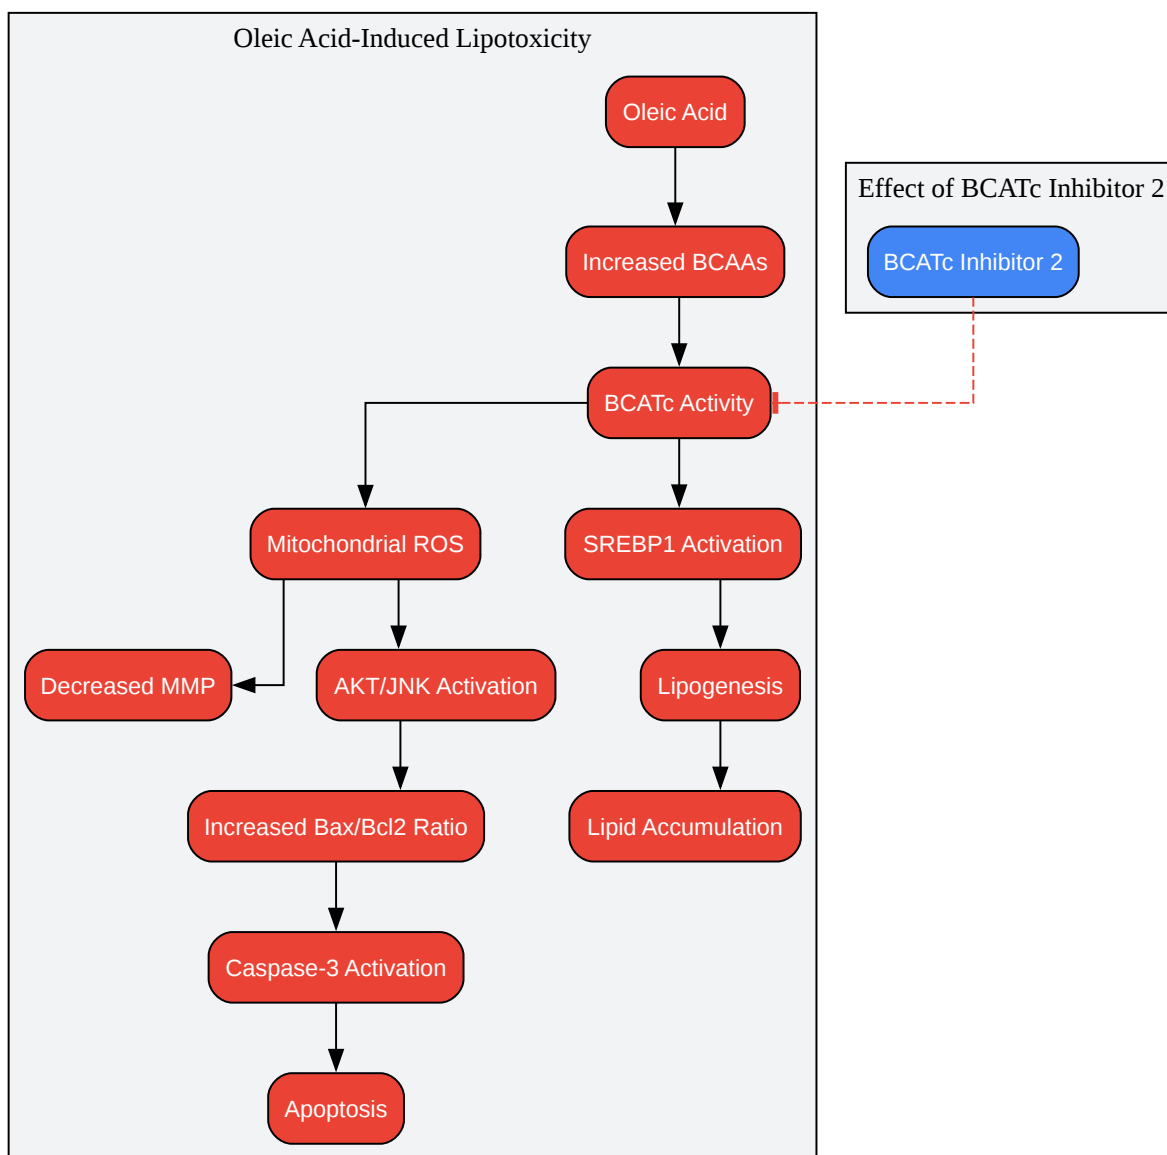 Oleic Acid-Induced Lipotoxicity
Oleic Acid
Effect of BCATc Inhibitor 2
Increased BCAAs
BCATc Inhibitor 2
BCATc Activity
Mitochondrial ROS
SREBP1 Activation
Decreased MMP
AKT/JNK Activation
Lipogenesis
Increased Bax/Bcl2 Ratio
Lipid Accumulation
Caspase-3 Activation
Apoptosis